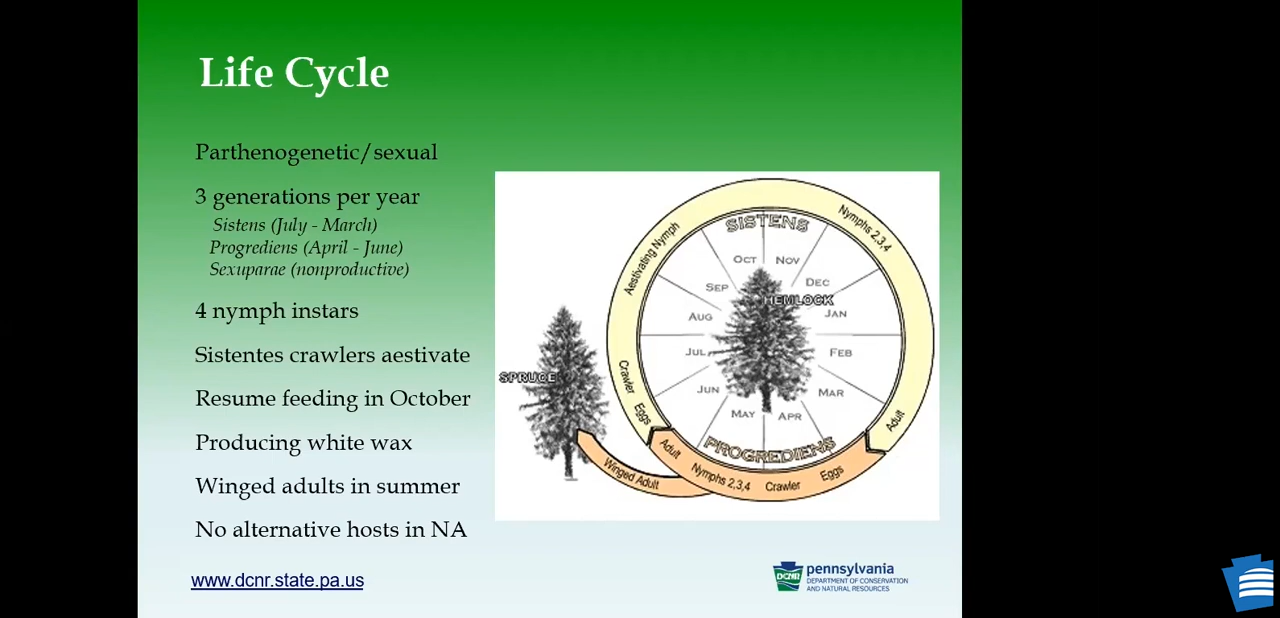 Life Cycle
Parthenogenetic/sexual
3 generations per year
Sistens (July - March)
Progrediens (April - June)
Sexuparae (nonproductive)
4 nymph instars
Sistentes crawlers aestivate
Resume feeding in October
Producing white wax
Winged adults in summer
No alternative hosts in NA
www.dcnr.state.pa.us
SISTENS
Nymphs 2,3,4
Aestivating Nymph
OCT
NOV
SEP
DEC
HEMLOCK
AUG
JAN
JUL
FEB
SPRUCE
Crawler
JUN
MAR
Eggs
MAY
APR
Adult
PROGREDIENS
Adult
Nymphs 2,3,4
Crawler
Eggs
Winged Adult
DCNR
pennsylvania
DEPARTMENT OF CONSERVATION
AND NATURAL RESOURCES